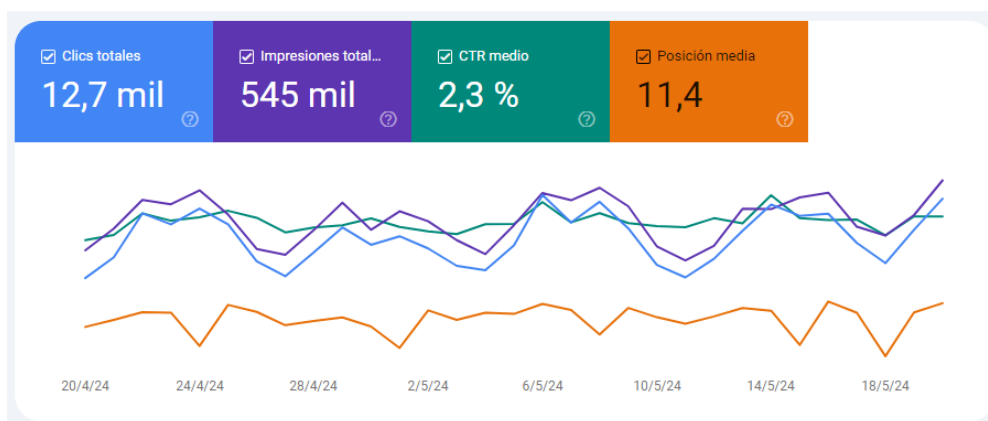 Clics totales
12,7 mil
Impresiones total...
545 mil
CTR medio
2,3 %
Posición media
11,4
20/4/24 24/4/24 28/4/24 2/5/24 6/5/24 10/5/24 14/5/24 18/5/24